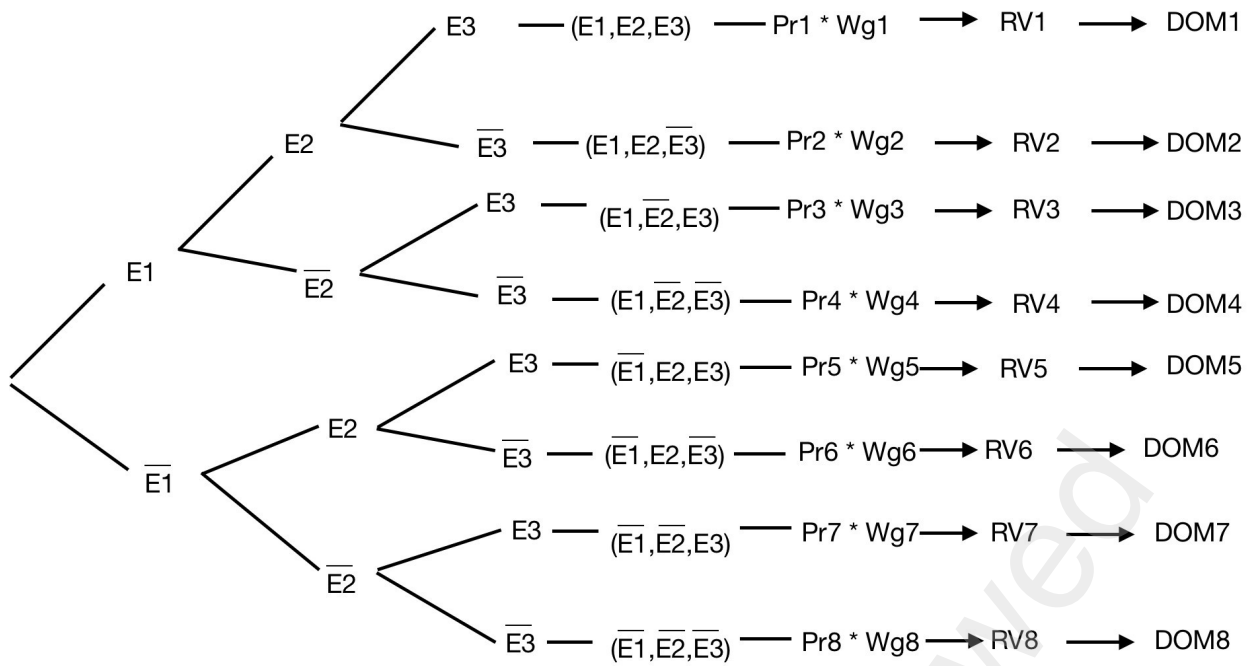 E3 (E1,E2,E3) Pr1 * Wg1 RV1 DOM1
E2 E̅3̅ (E1,E2,E̅3̅) Pr2 * Wg2 RV2 DOM2
E3 (E1,E̅2̅,E3) Pr3 * Wg3 RV3 DOM3
E1 E̅2̅ E̅3̅ (E1,E̅2̅,E̅3̅) Pr4 * Wg4 RV4 DOM4
E3 (E̅1̅,E2,E3) Pr5 * Wg5 RV5 DOM5
E̅1̅ E2 E̅3̅ (E̅1̅,E2,E̅3̅) Pr6 * Wg6 RV6 DOM6
E3 (E̅1̅,E̅2̅,E3) Pr7 * Wg7 RV7 DOM7
E̅2̅ E̅3̅ (E̅1̅,E̅2̅,E̅3̅) Pr8 * Wg8 RV8 DOM8